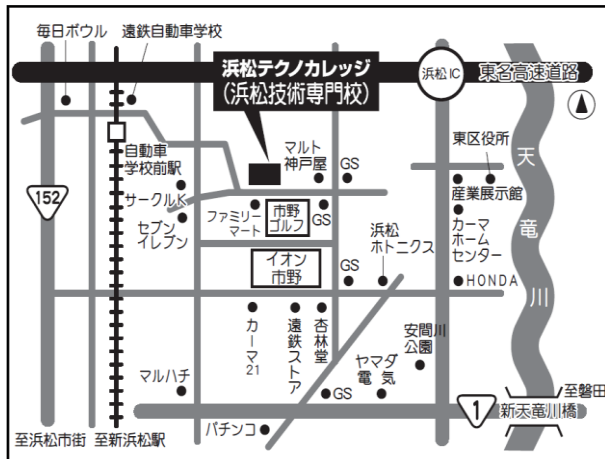 毎日ボウル
遠鉄自動車学校
浜松テクノカレッジ
（浜松技術専門校）
浜松IC
東名高速道路
自動車
学校前駅
マルト
神戸屋
GS
東区役所
天竜川
152
サークルK
セブン
イレブン
ファミリー
マート
市野
ゴルフ
GS
産業展示館
カーマ
ホーム
センター
浜松
ホトニクス
イオン
市野
GS
HONDA
カーマ21
遠鉄ストア
杏林堂
安間川
公園
マルハチ
ヤマダ
電気
GS
至磐田
1
新天竜川橋
パチンコ
至浜松市街
至新浜松駅